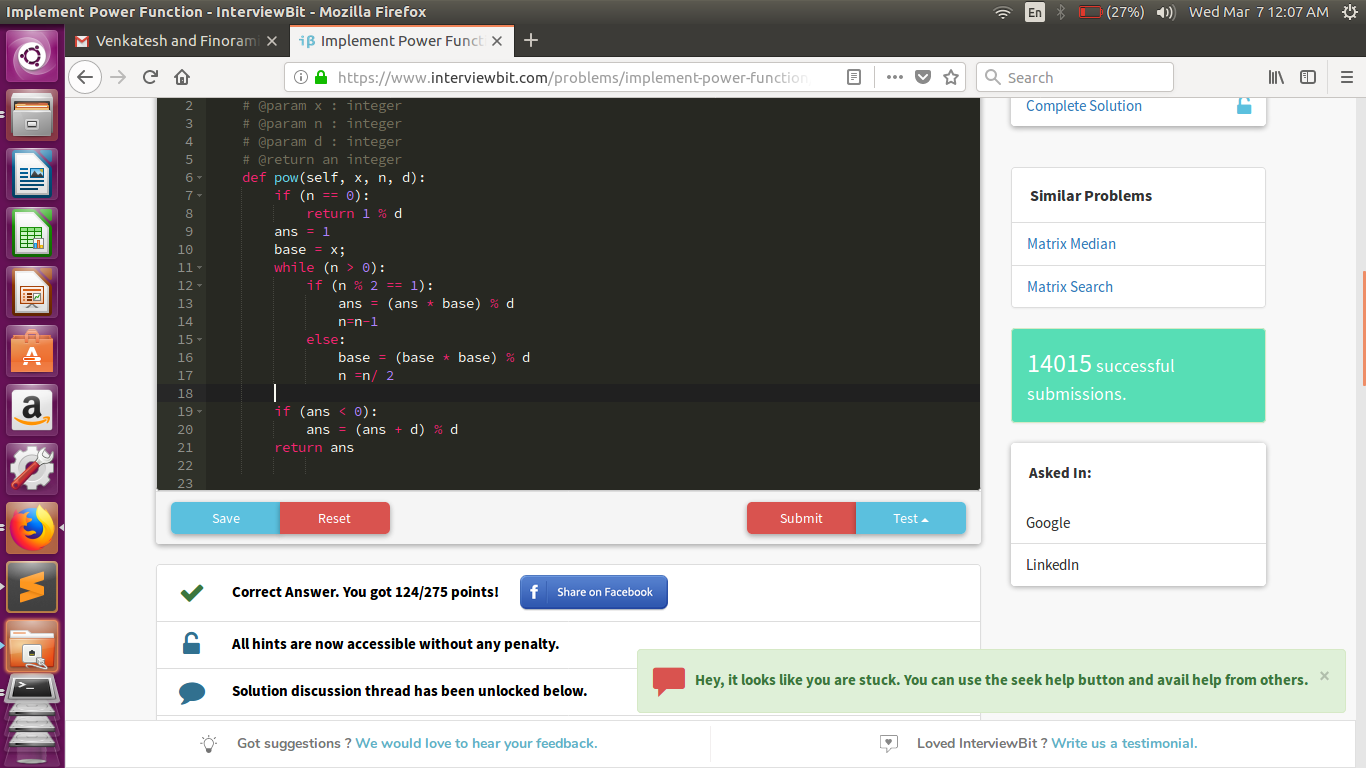 Implement Power Function - InterviewBit - Mozilla Firefox
En
(27%)
Wed Mar 7 12:07 AM
Venkatesh and Finoram
Implement Power Funct
https://www.interviewbit.com/problems/implement-power-function
Search
2 # @param x : integer
3 # @param n : integer
4 # @param d : integer
5 # @return an integer
6 def pow(self, x, n, d):
7 if (n == 0):
8 return 1 % d
9 ans = 1
10 base = x;
11 while (n > 0):
12 if (n % 2 == 1):
13 ans = (ans * base) % d
14 n=n-1
15 else:
16 base = (base * base) % d
17 n =n/ 2
18
19 if (ans < 0):
20 ans = (ans + d) % d
21 return ans
22
23
Save
Reset
Submit
Test
Correct Answer. You got 124/275 points!
f Share on Facebook
All hints are now accessible without any penalty.
Solution discussion thread has been unlocked below.
Complete Solution
Similar Problems
Matrix Median
Matrix Search
14015 successful
submissions.
Asked In:
Google
LinkedIn
Hey, it looks like you are stuck. You can use the seek help button and avail help from others. ×
Got suggestions ? We would love to hear your feedback.
Loved InterviewBit ? Write us a testimonial.